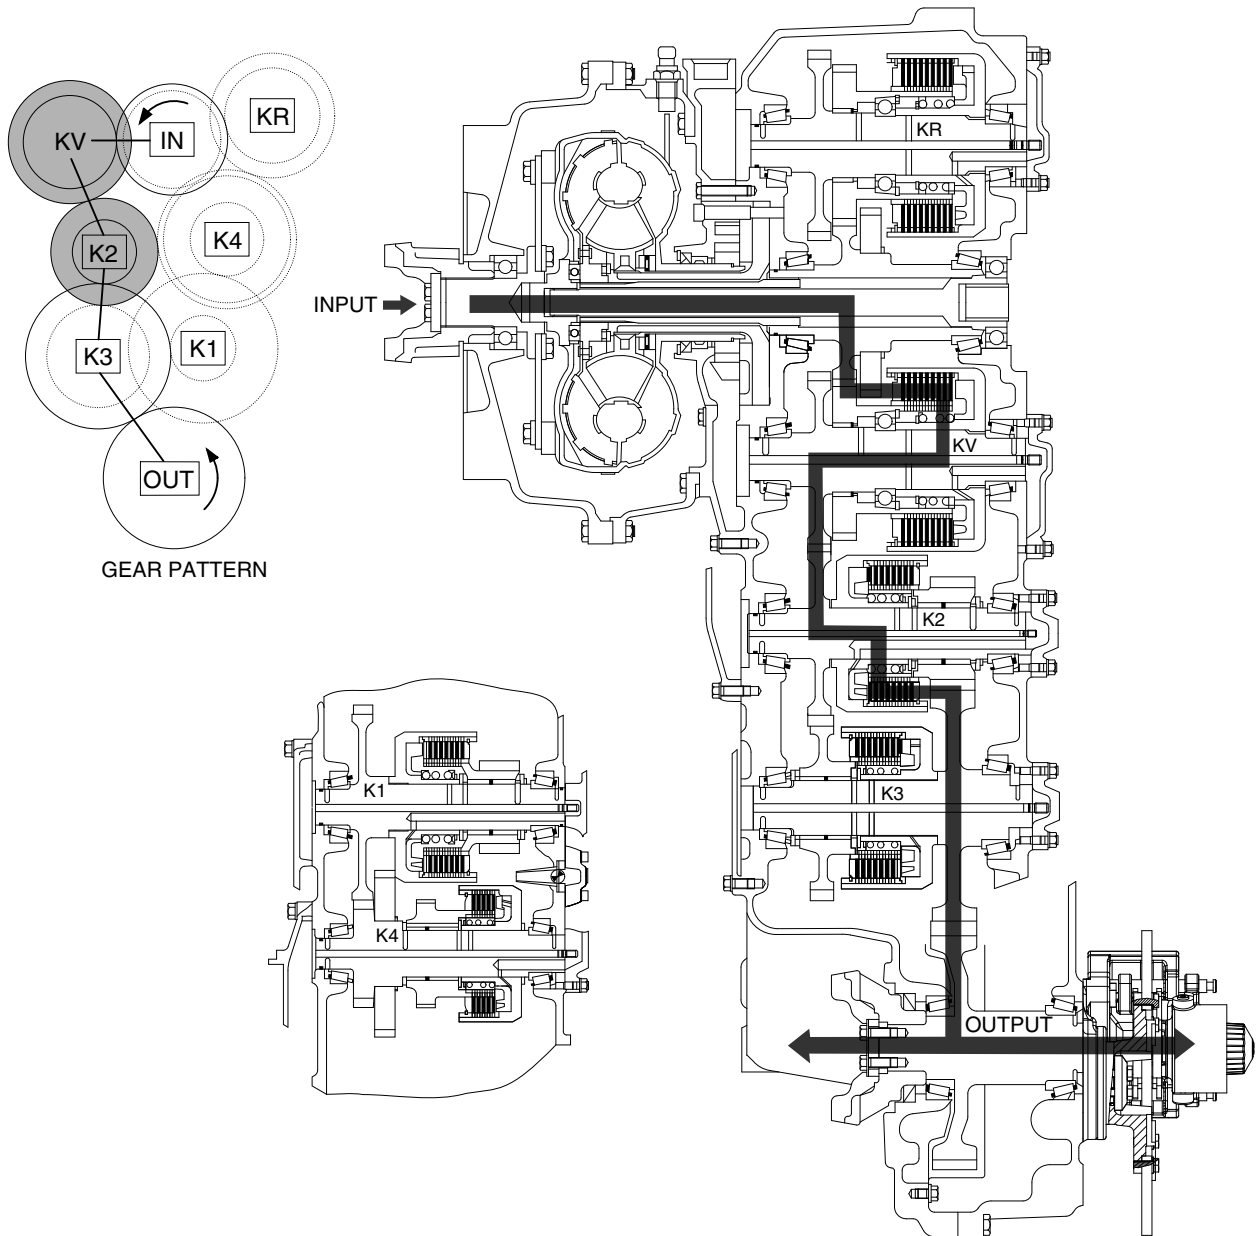 KV
IN
KR
K2
K4
K3
K1
OUT
GEAR PATTERN
INPUT
KR
KV
K2
K3
K1
K4
OUTPUT